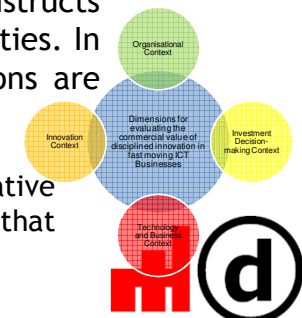 nstructs
ties. In
ons are
ative
that
Organisational
Context
Innovation
Context
Dimensions for
evaluating the
commercial value of
disciplined innovation in
fast moving ICT
Businesses
Investment
Decision-
making Context
Technology
and Business
Context
d